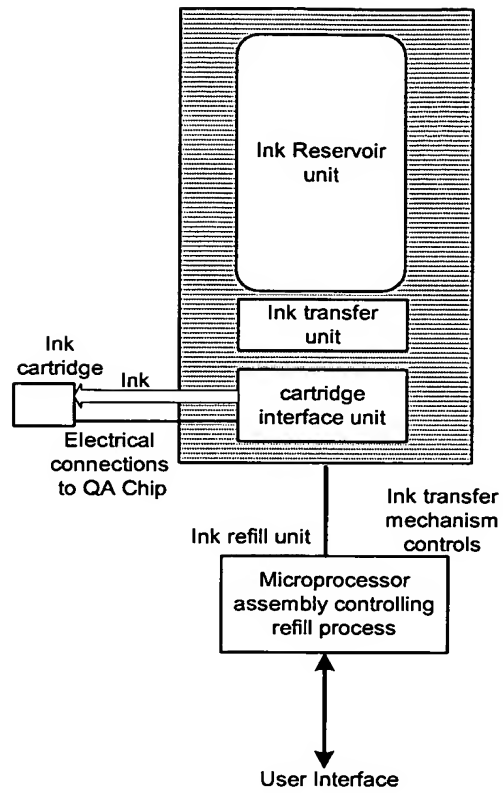 Ink Reservoir
unit
Ink transfer
unit
Ink
cartridge
Ink
cartridge
interface unit
Electrical
connections
to QA Chip
Ink transfer
mechanism
controls
Ink refill unit
Microprocessor
assembly controlling
refill process
User Interface